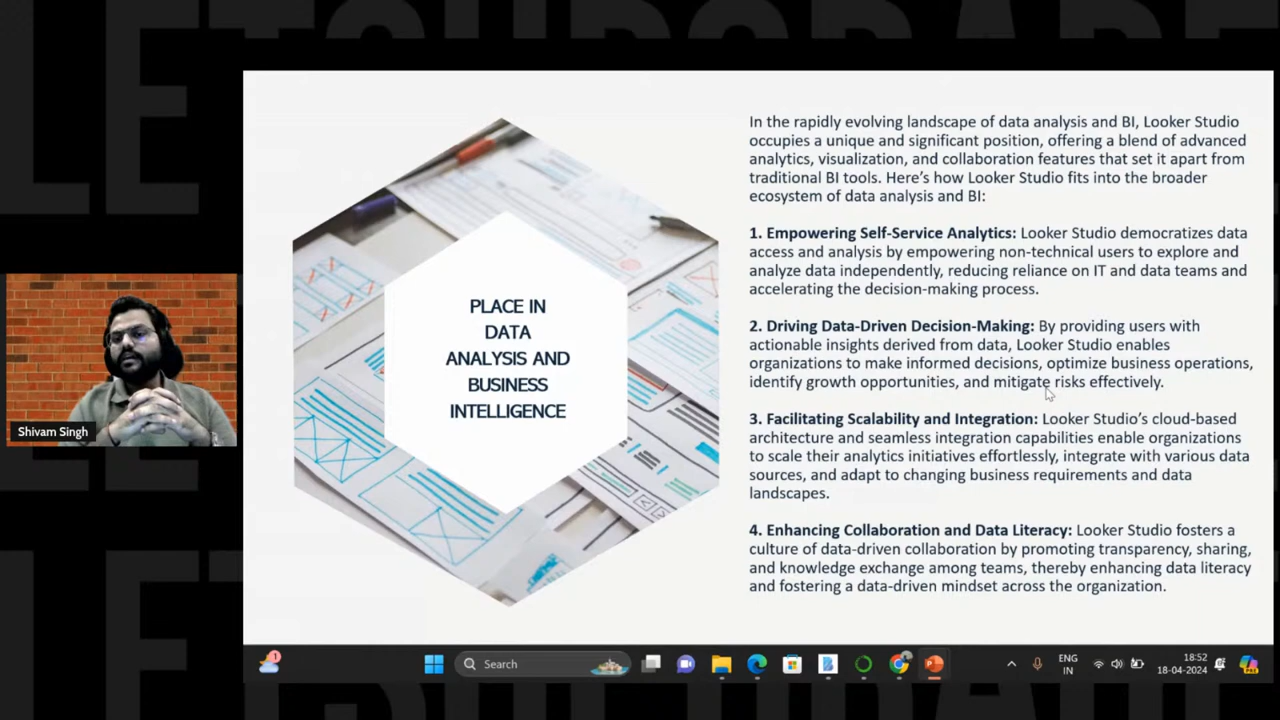 PLACE IN
DATA
ANALYSIS AND
BUSINESS
INTELLIGENCE
In the rapidly evolving landscape of data analysis and BI, Looker Studio
occupies a unique and significant position, offering a blend of advanced
analytics, visualization, and collaboration features that set it apart from
traditional BI tools. Here’s how Looker Studio fits into the broader
ecosystem of data analysis and BI:
1. Empowering Self-Service Analytics: Looker Studio democratizes data
access and analysis by empowering non-technical users to explore and
analyze data independently, reducing reliance on IT and data teams and
accelerating the decision-making process.
2. Driving Data-Driven Decision-Making: By providing users with
actionable insights derived from data, Looker Studio enables
organizations to make informed decisions, optimize business operations,
identify growth opportunities, and mitigate risks effectively.
3. Facilitating Scalability and Integration: Looker Studio’s cloud-based
architecture and seamless integration capabilities enable organizations
to scale their analytics initiatives effortlessly, integrate with various data
sources, and adapt to changing business requirements and data
landscapes.
4. Enhancing Collaboration and Data Literacy: Looker Studio fosters a
culture of data-driven collaboration by promoting transparency, sharing,
and knowledge exchange among teams, thereby enhancing data literacy
and fostering a data-driven mindset across the organization.
Shivam Singh
1
Search
ENG
IN
18:52
18-04-2024